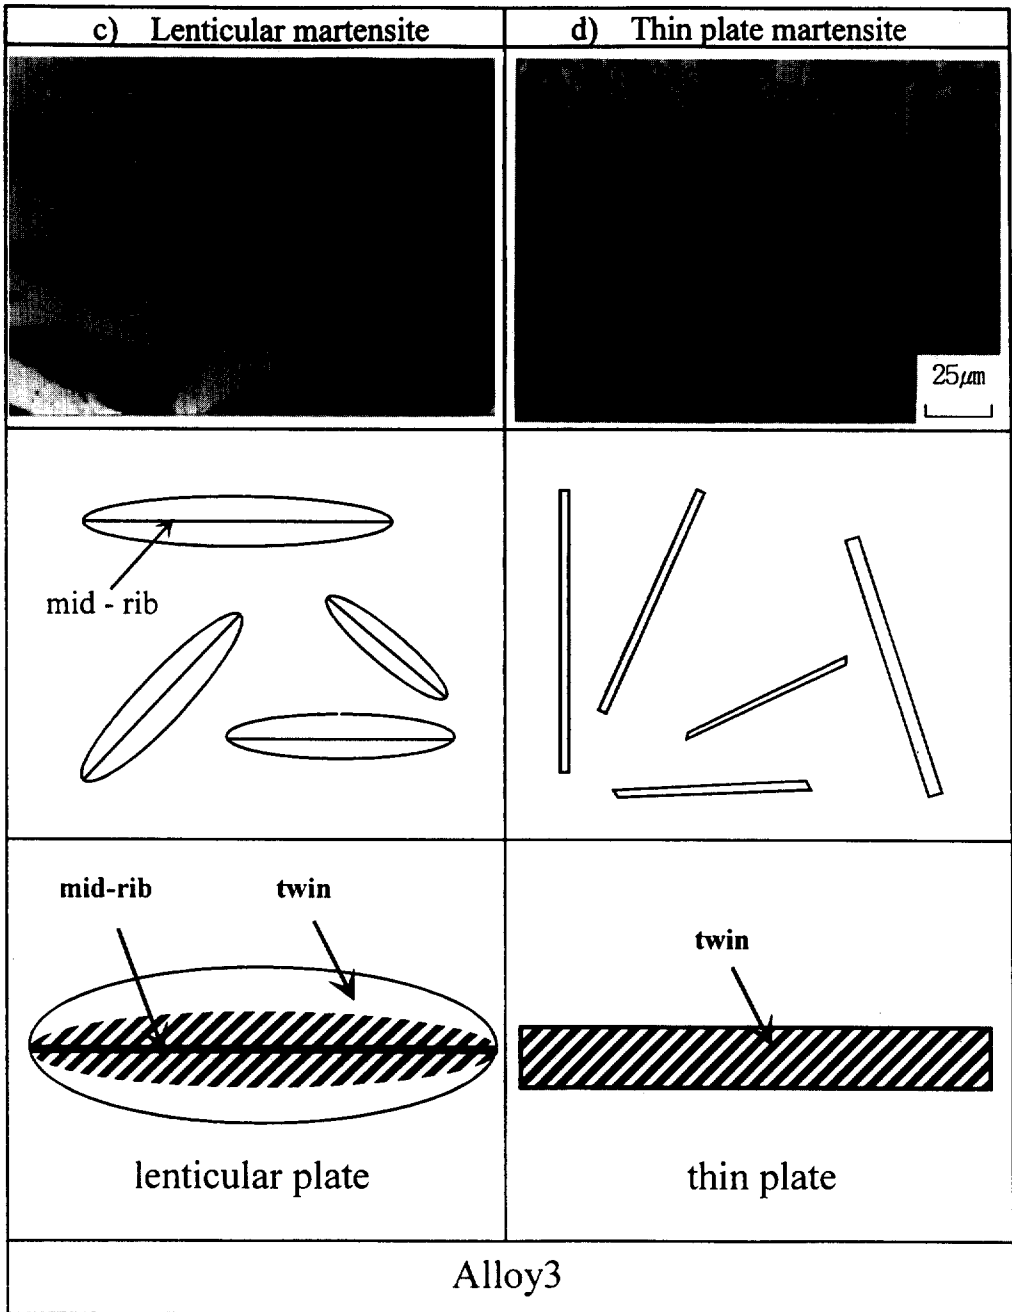 c) Lenticular martensite
d) Thin plate martensite
25μm
mid - rib
mid-rib
twin
twin
lenticular plate
thin plate
Alloy3